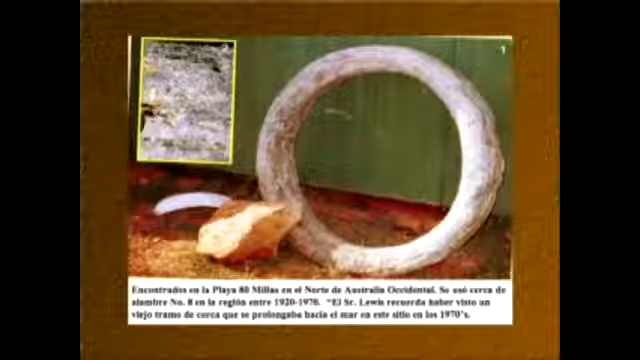 1
Encontrados en la Playa 80 Millas en el Norte de Australia Occidental. Se usó cerca de
alambre No. 8 en la región entre 1920-1970. "El Sr. Lewis recuerda haber visto un
viejo tramo de cerca que se prolongaba hacia el mar en este sitio en los 1970's.